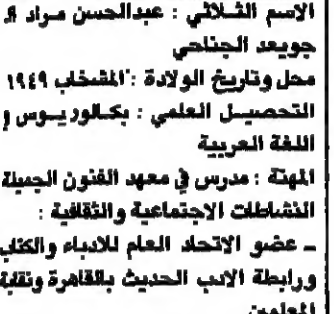 الاسم الثلاثي : عبدالحسن مراد
جويعد الجناحي
محل وتاريخ الولادة : المشخاب ١٩٤٩
التحصيل العلمي : بكالوريوس
اللغة العربية
المهنة : مدرس في معهد الفنون الجميلة
النشاطات الاجتماعية والثقافية :
ـ عضو الاتحاد العام للادباء والكتاب
ورابطة الادب الحديث بالقاهرة ونقابة
المعلمين